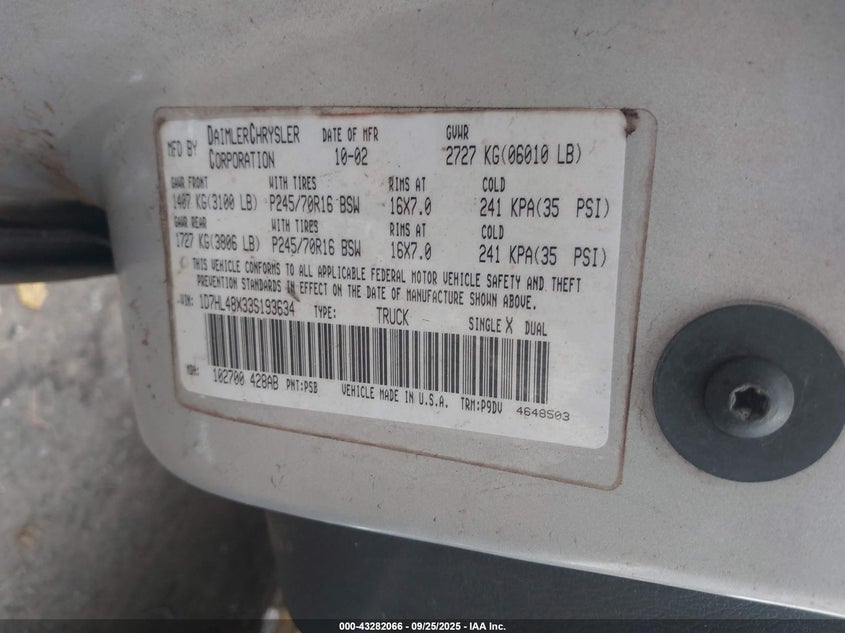 MFD BY DAIMLERCHRYSLER CORPORATION DATE OF MFR 10-02 GVWR 2727 KG(06010 LB)
GAWR FRONT WITH TIRES RIMS AT COLD
1407 KG(3100 LB) P245/70R16 BSW 16X7.0 241 KPA(35 PSI)
GAWR REAR WITH TIRES RIMS AT COLD
1727 KG(3806 LB) P245/70R16 BSW 16X7.0 241 KPA(35 PSI)
THIS VEHICLE CONFORMS TO ALL APPLICABLE FEDERAL MOTOR VEHICLE SAFETY AND THEFT
PREVENTION STANDARDS IN EFFECT ON THE DATE OF MANUFACTURE SHOWN ABOVE.
VIN: 1D7HL48X33S193634 TYPE: TRUCK SINGLE X DUAL
MDH: 102700 428AB PNT:PSB VEHICLE MADE IN U.S.A. TRM:P9DV 4648503
000-43282066 - 09/25/2025 - IAA Inc.